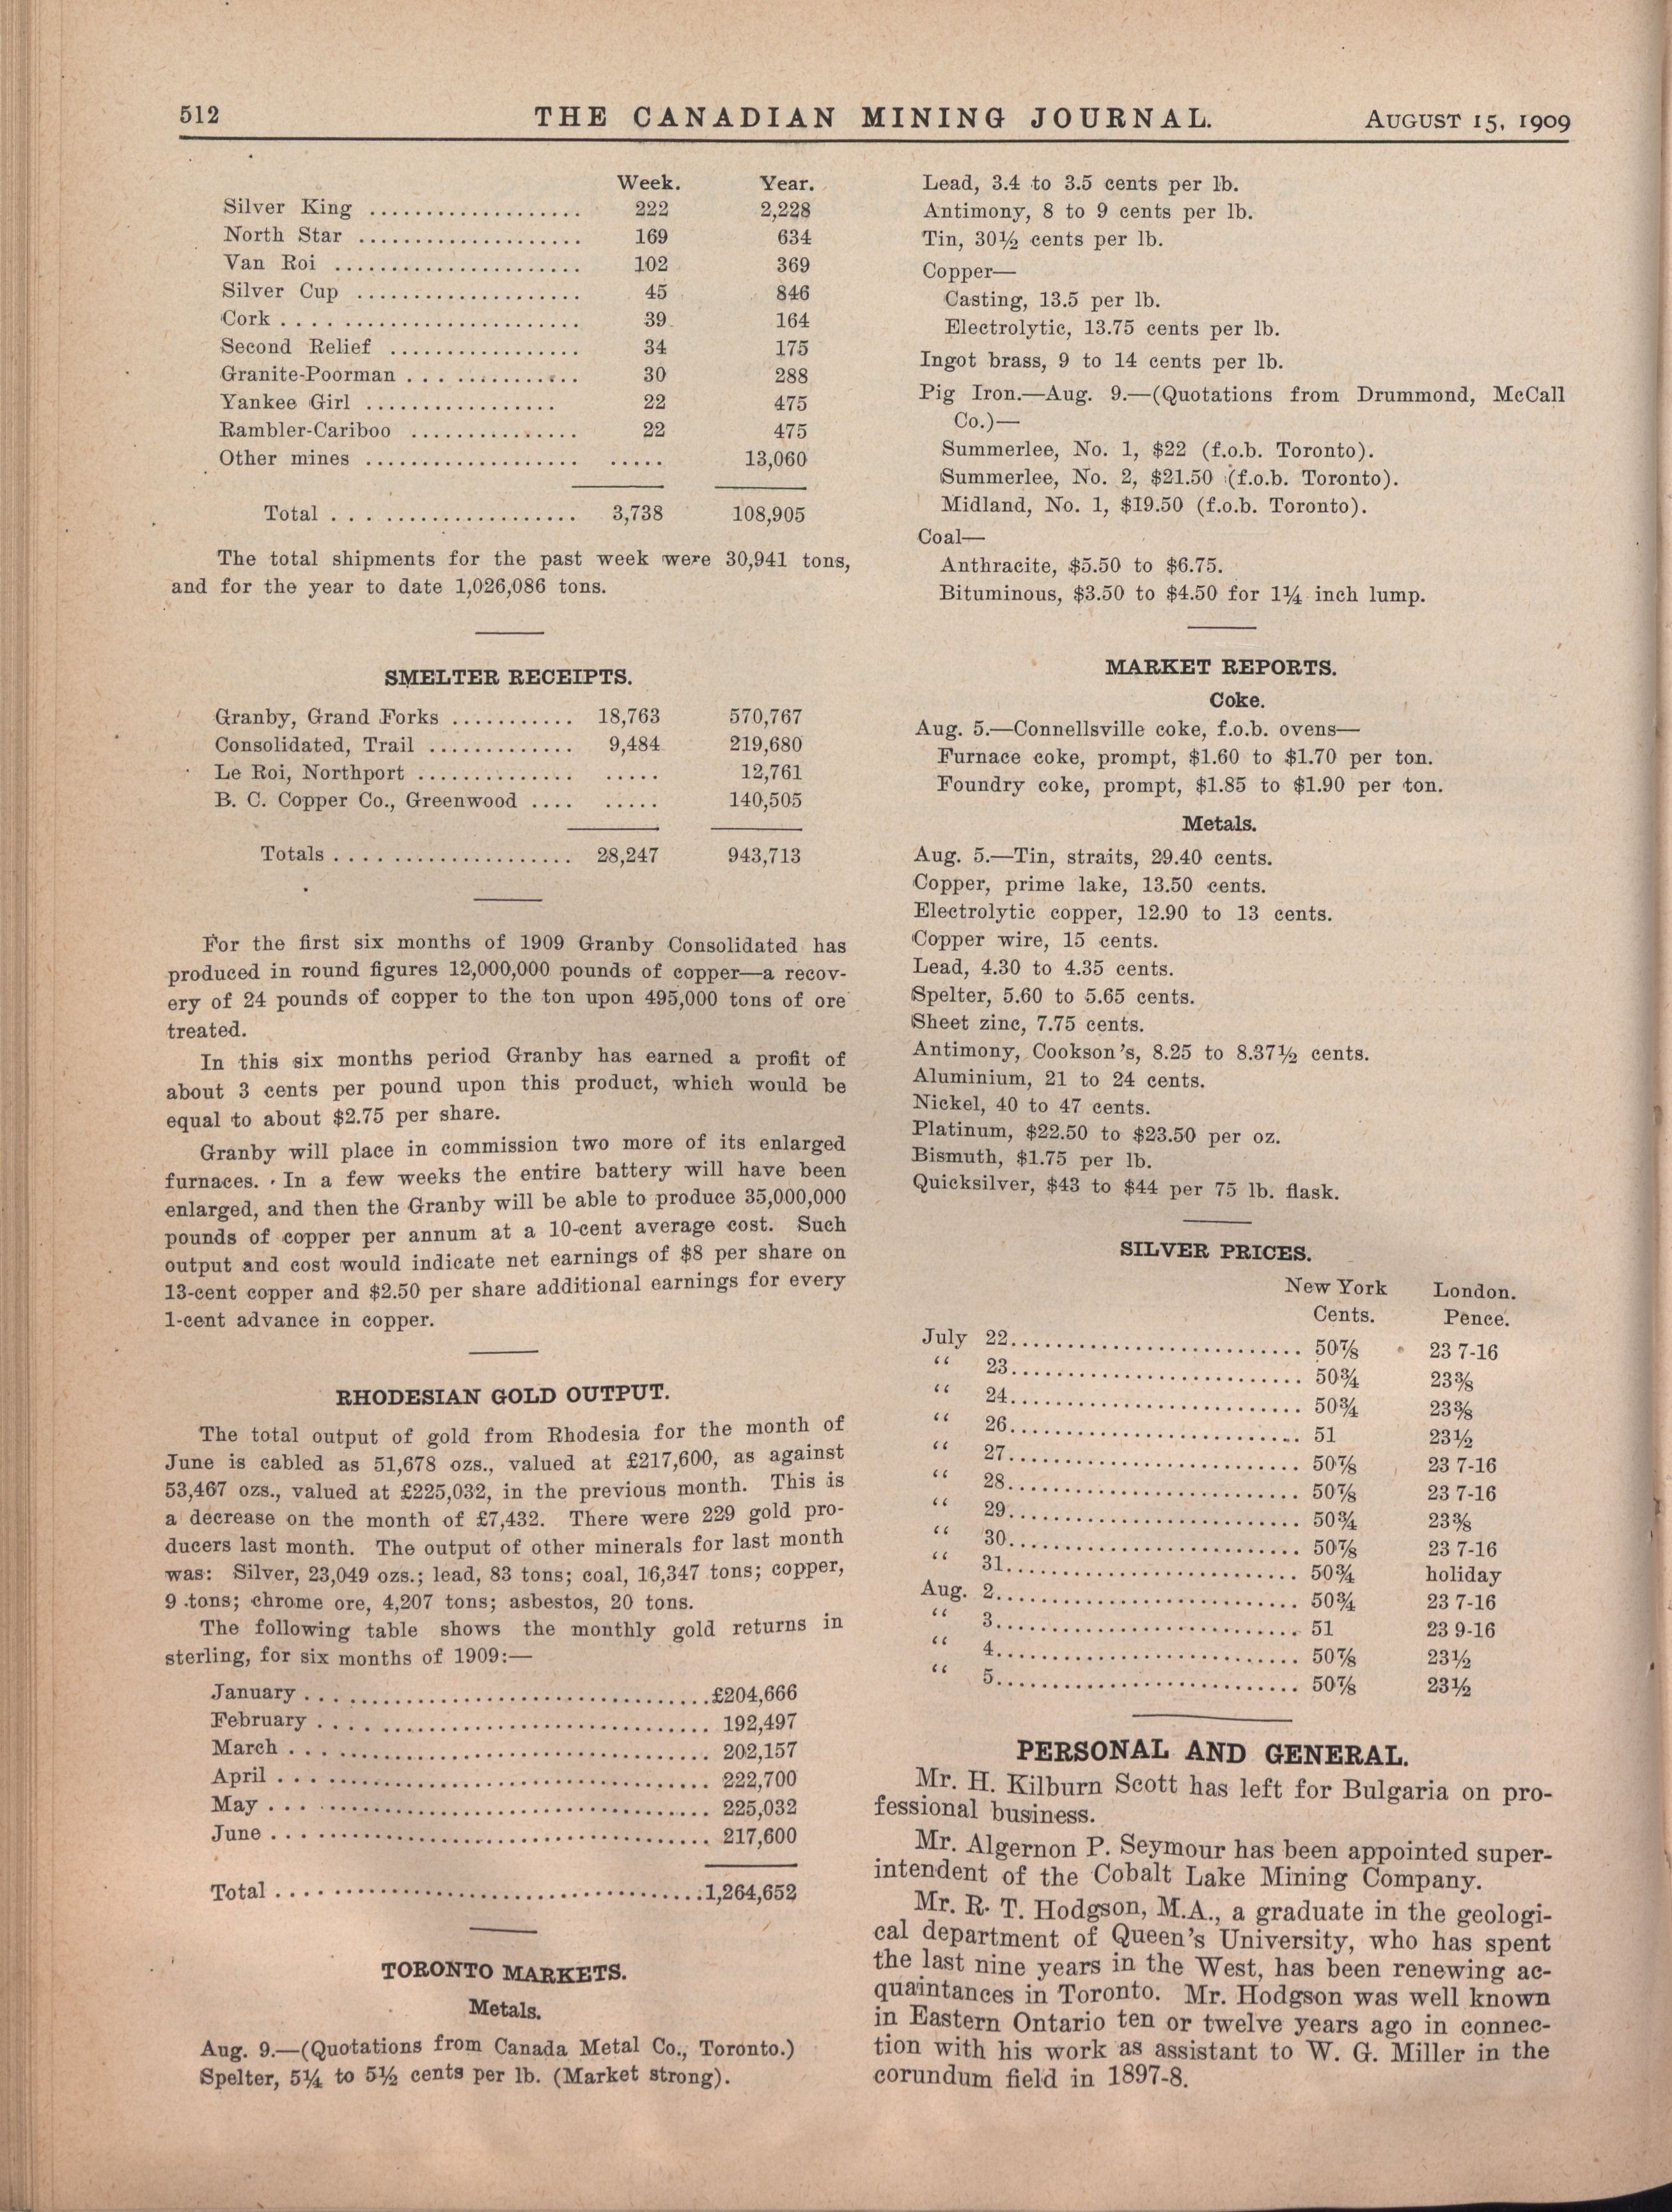 512 THE CANADIAN MINING JOURNAL. AUGUST 15, 1909
Week. Year.
Silver King .................. 222 2,228
North Star .................... 169 634
Van Roi ...................... 102 369
Silver Cup .................... 45 846
Cork .... ..................... 39 164
Second Relief ................. 34 175
Granite-Poorman ... ........... 30 288
Yankee Girl ................. 22 475
Rambler-Cariboo ............... 22 475
Other mines ................... ..... 13,060
Total ... .................... 3,738 108,905
The total shipments for the past week were 30,941 tons,
and for the year to date 1,026,086 tons.
SMELTER RECEIPTS.
Granby, Grand Forks ........... 18,763 570,767
Consolidated, Trail ............. 9,484 219,680
Le Roi, Northport .............. ..... 12,761
B. C. Copper Co., Greenwood .... ..... 140,505
Totals .... ................... 28,247 943,713
For the first six months of 1909 Granby Consolidated has
produced in round figures 12,000,000 pounds of copper—a recov-
ery of 24 pounds of copper to the ton upon 495,000 tons of ore
treated.
In this six months period Granby has earned a profit of
about 3 cents per pound upon this product, which would be
equal to about $2.75 per share.
Granby will place in commission two more of its enlarged
furnaces. In a few weeks the entire battery will have been
enlarged, and then the Granby will be able to produce 35,000,000
pounds of copper per annum at a 10-cent average cost. Such
output and cost would indicate net earnings of $8 per share on
13-cent copper and $2.50 per share additional earnings for every
1-cent advance in copper.
RHODESIAN GOLD OUTPUT.
The total output of gold from Rhodesia for the month of
June is cabled as 51,678 ozs., valued at £217,600, as against
53,467 ozs., valued at £225,032, in the previous month. This is
a decrease on the month of £7,432. There were 229 gold pro-
ducers last month. The output of other minerals for last month
was: Silver, 23,049 ozs.; lead, 83 tons; coal, 16,347 tons; copper,
9 tons; chrome ore, 4,207 tons; asbestos, 20 tons.
The following table shows the monthly gold returns in
sterling, for six months of 1909:—
January ... ................................ £204,666
February .... .............................. 192,497
March ... .................................. 202,157
April ... .................................. 222,700
May ... .................................... 225,032
June ... ................................... 217,600
Total .... ................................. 1,264,652
TORONTO MARKETS.
Metals.
Aug. 9.—(Quotations from Canada Metal Co., Toronto.)
Spelter, 5¼ to 5½ cents per lb. (Market strong).
Lead, 3.4 to 3.5 cents per lb.
Antimony, 8 to 9 cents per lb.
Tin, 30½ cents per lb.
Copper—
Casting, 13.5 per lb.
Electrolytic, 13.75 cents per lb.
Ingot brass, 9 to 14 cents per lb.
Pig Iron.—Aug. 9.—(Quotations from Drummond, McCall
Co.)—
Summerlee, No. 1, $22 (f.o.b. Toronto).
Summerlee, No. 2, $21.50 (f.o.b. Toronto).
Midland, No. 1, $19.50 (f.o.b. Toronto).
Coal—
Anthracite, $5.50 to $6.75.
Bituminous, $3.50 to $4.50 for 1¼ inch lump.
MARKET REPORTS.
Coke.
Aug. 5.—Connellsville coke, f.o.b. ovens—
Furnace coke, prompt, $1.60 to $1.70 per ton.
Foundry coke, prompt, $1.85 to $1.90 per ton.
Metals.
Aug. 5.—Tin, straits, 29.40 cents.
Copper, prime lake, 13.50 cents.
Electrolytic copper, 12.90 to 13 cents.
Copper wire, 15 cents.
Lead, 4.30 to 4.35 cents.
Spelter, 5.60 to 5.65 cents.
Sheet zinc, 7.75 cents.
Antimony, Cookson's, 8.25 to 8.37½ cents.
Aluminium, 21 to 24 cents.
Nickel, 40 to 47 cents.
Platinum, $22.50 to $23.50 per oz.
Bismuth, $1.75 per lb.
Quicksilver, $43 to $44 per 75 lb. flask.
SILVER PRICES.
New York London.
Cents. Pence.
July 22.......................... 50⅞ 23 7-16
" 23.......................... 50¾ 23⅜
" 24.......................... 50¾ 23⅜
" 26.......................... 51 23½
" 27.......................... 50⅞ 23 7-16
" 28.......................... 50⅞ 23 7-16
" 29.......................... 50¾ 23⅜
" 30.......................... 50⅞ 23 7-16
" 31.......................... 50¾ holiday
Aug. 2.......................... 50¾ 23 7-16
" 3.......................... 51 23 9-16
" 4.......................... 50⅞ 23½
" 5.......................... 50⅞ 23½
PERSONAL AND GENERAL.
Mr. H. Kilburn Scott has left for Bulgaria on pro-
fessional business.
Mr. Algernon P. Seymour has been appointed super-
intendent of the Cobalt Lake Mining Company.
Mr. R. T. Hodgson, M.A., a graduate in the geologi-
cal department of Queen's University, who has spent
the last nine years in the West, has been renewing ac-
quaintances in Toronto. Mr. Hodgson was well known
in Eastern Ontario ten or twelve years ago in connec-
tion with his work as assistant to W. G. Miller in the
corundum field in 1897-8.